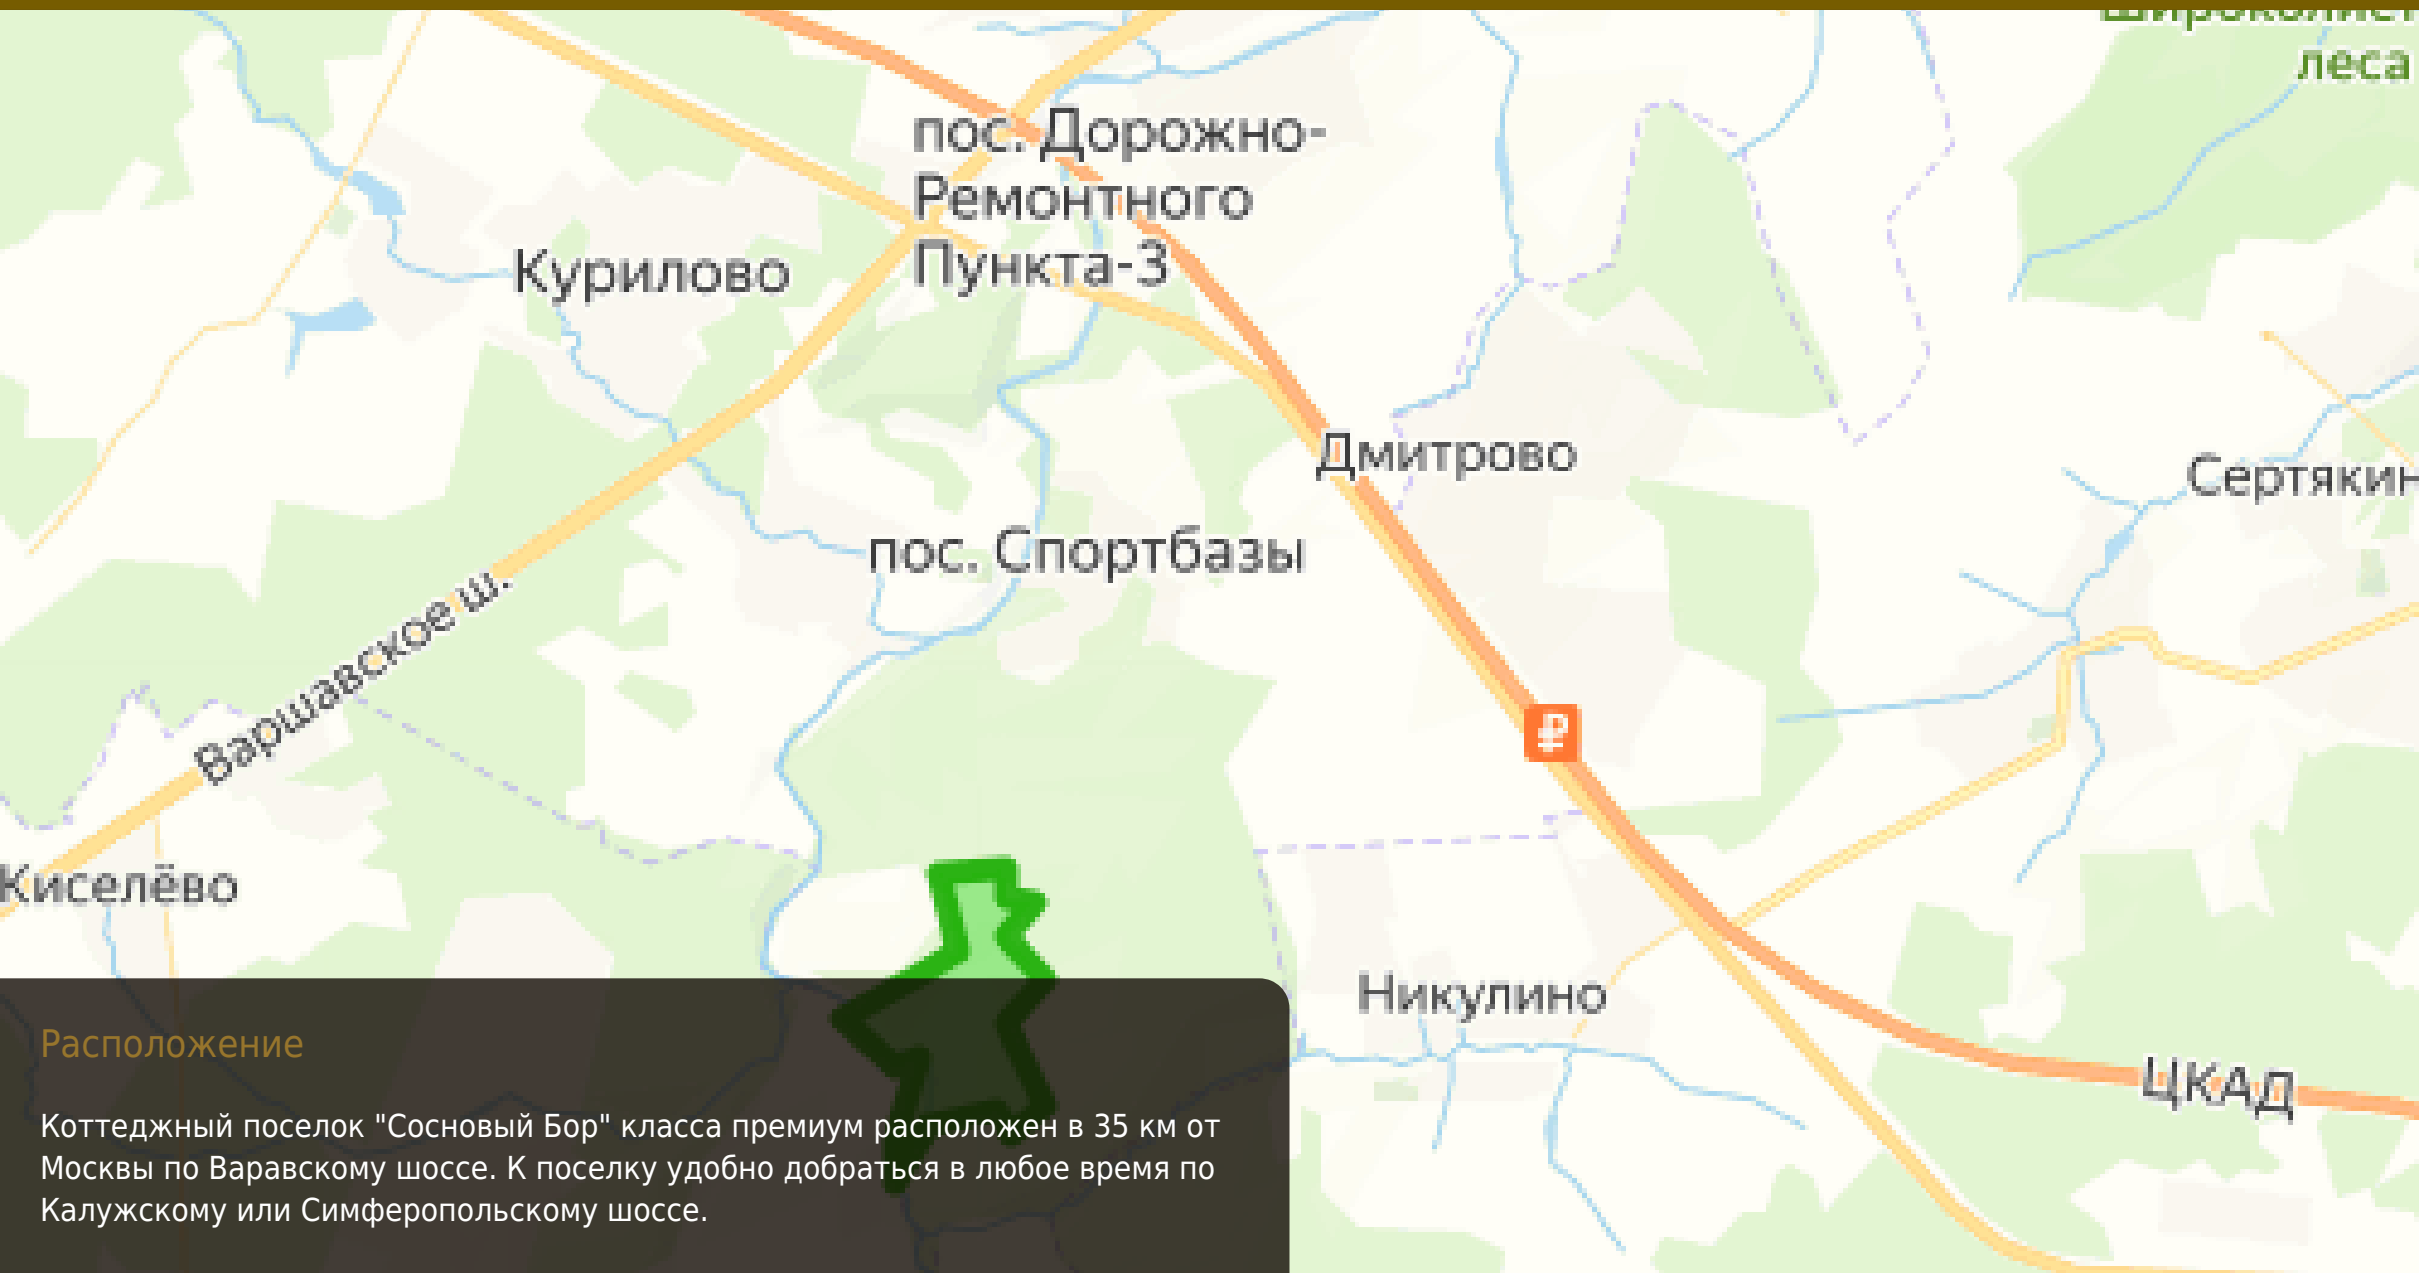 леса
пос. Дорожно-
Ремонтного
Пункта-3
Курилово
Дмитрово
Сертякин
пос. Спортбазы
Варшавское ш.
₽
Киселёво
Никулино
ЦКАД
Расположение
Коттеджный поселок "Сосновый Бор" класса премиум расположен в 35 км от
Москвы по Варавскому шоссе. К поселку удобно добраться в любое время по
Калужскому или Симферопольскому шоссе.